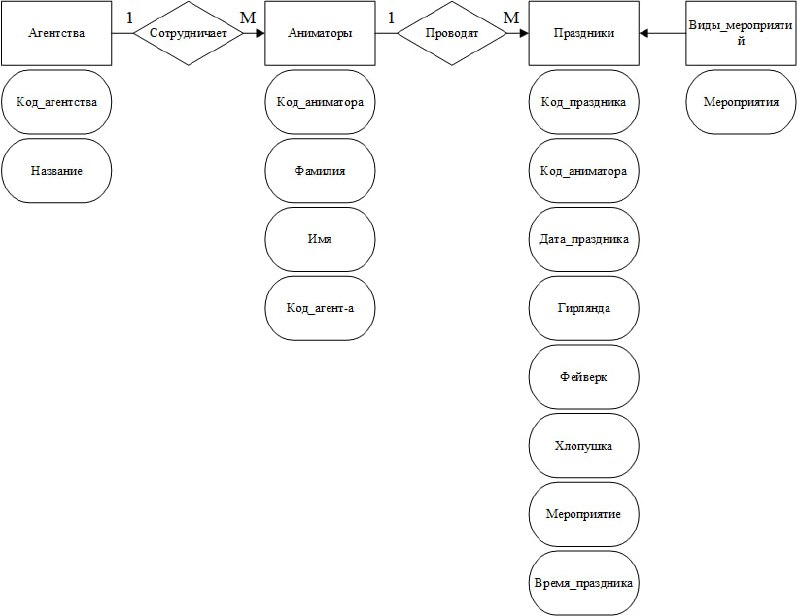 1 М 1 М
Агентства Сотрудничает Аниматоры Проводят Праздники Виды_мероприяти
й
Код_агентства Код_аниматора Код_праздника Мероприятия
Название Фамилия Код_аниматора
Имя Дата_праздника
Код_агент-а Гирлянда
Фейверк
Хлопушка
Мероприятие
Время_праздника